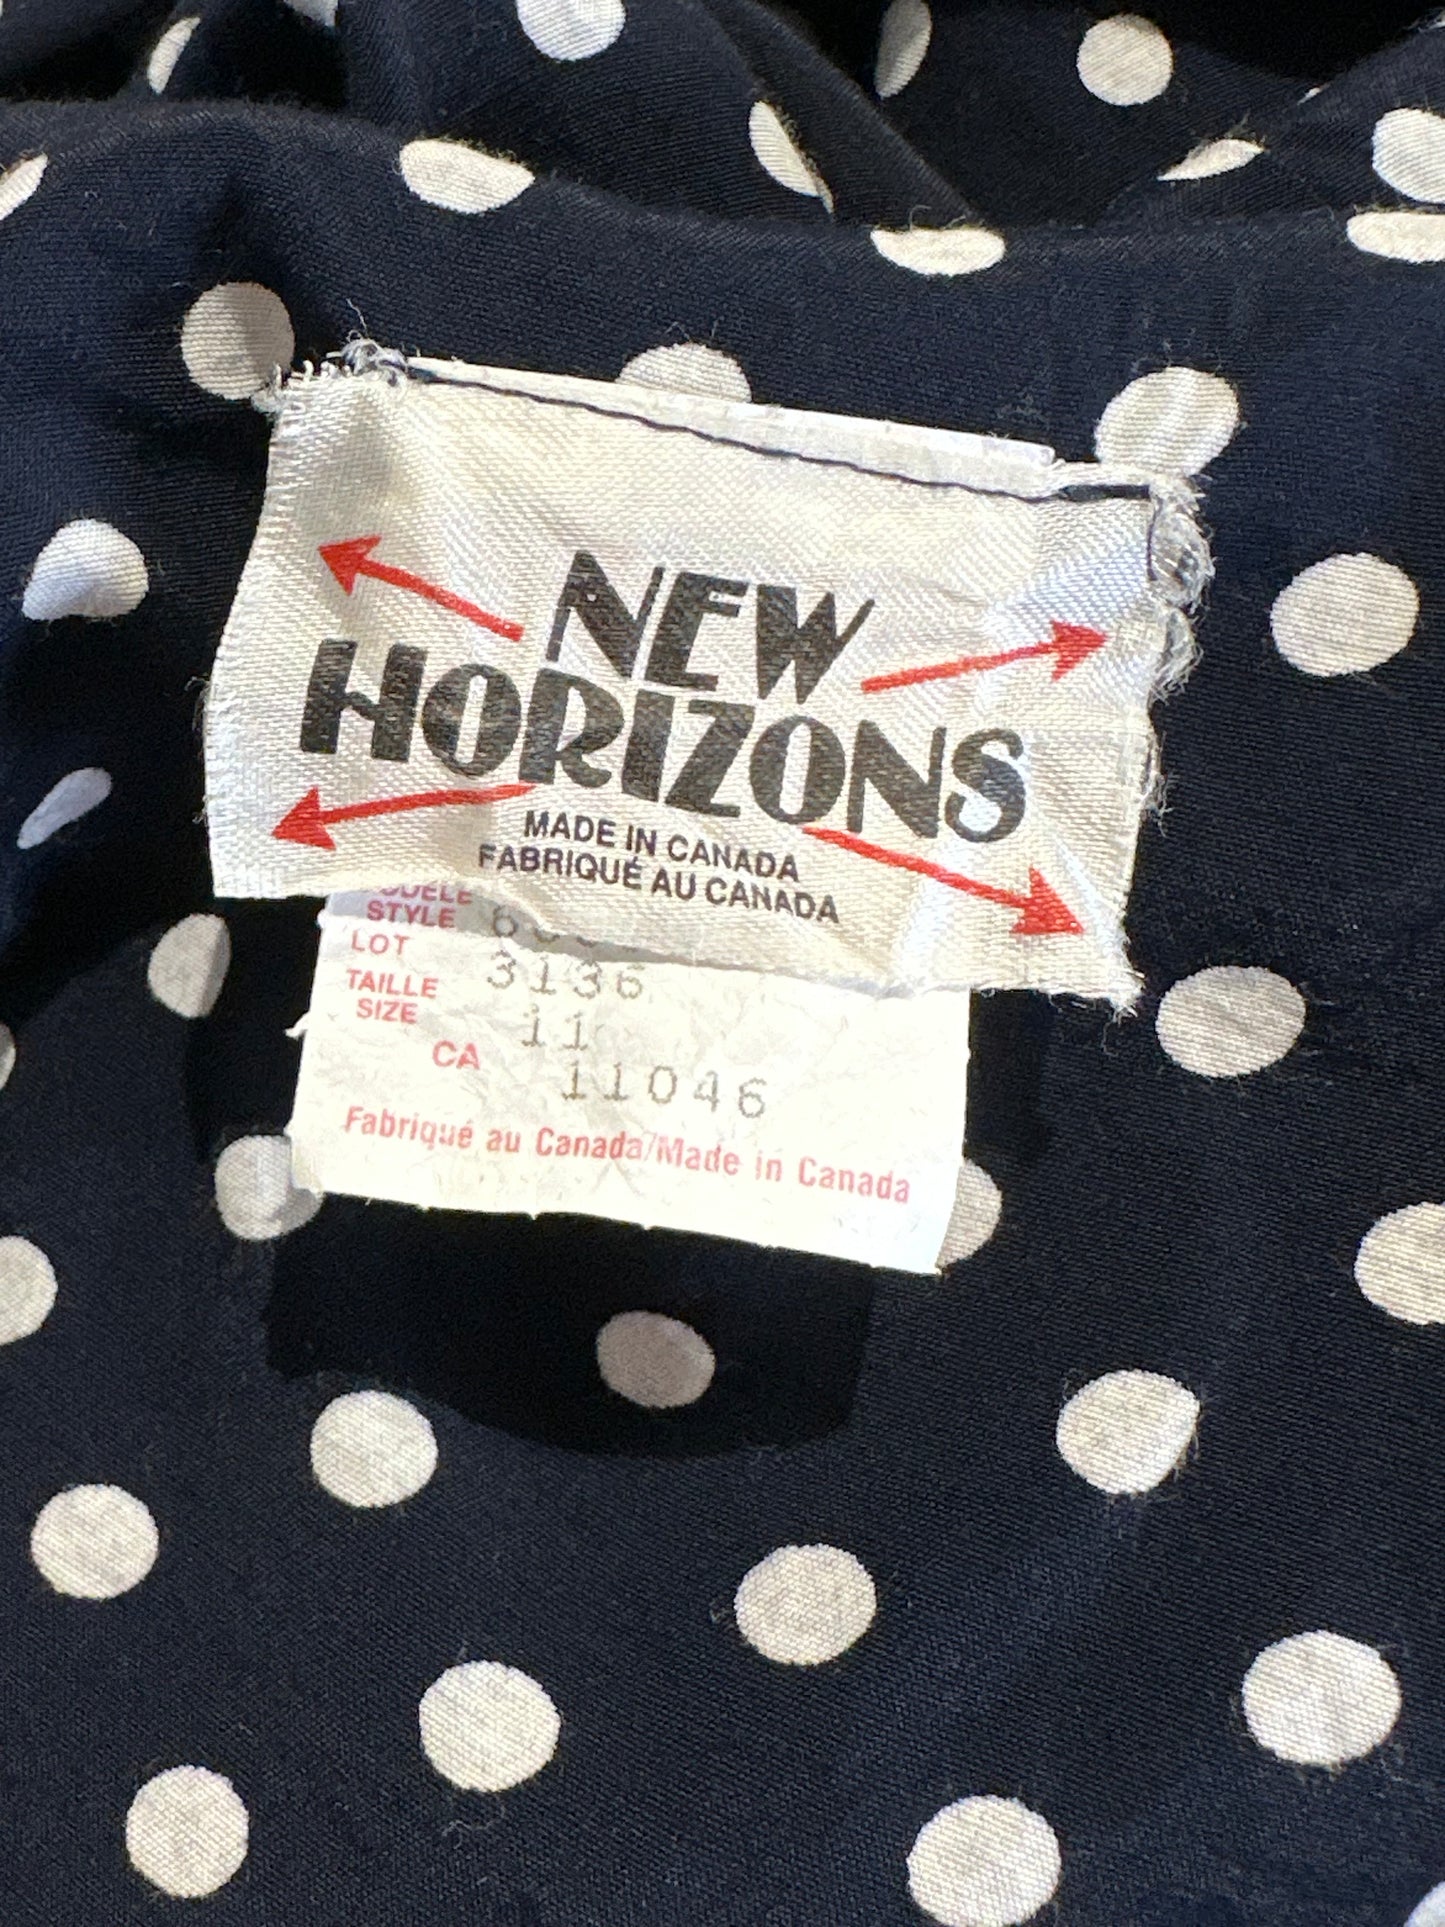 NEW
HORIZONS
MADE IN CANADA
FABRIQUÉ AU CANADA
STYLE
LOT 3136
TAILLE
SIZE 11
CA 11046
Fabriqué au Canada/Made in Canada